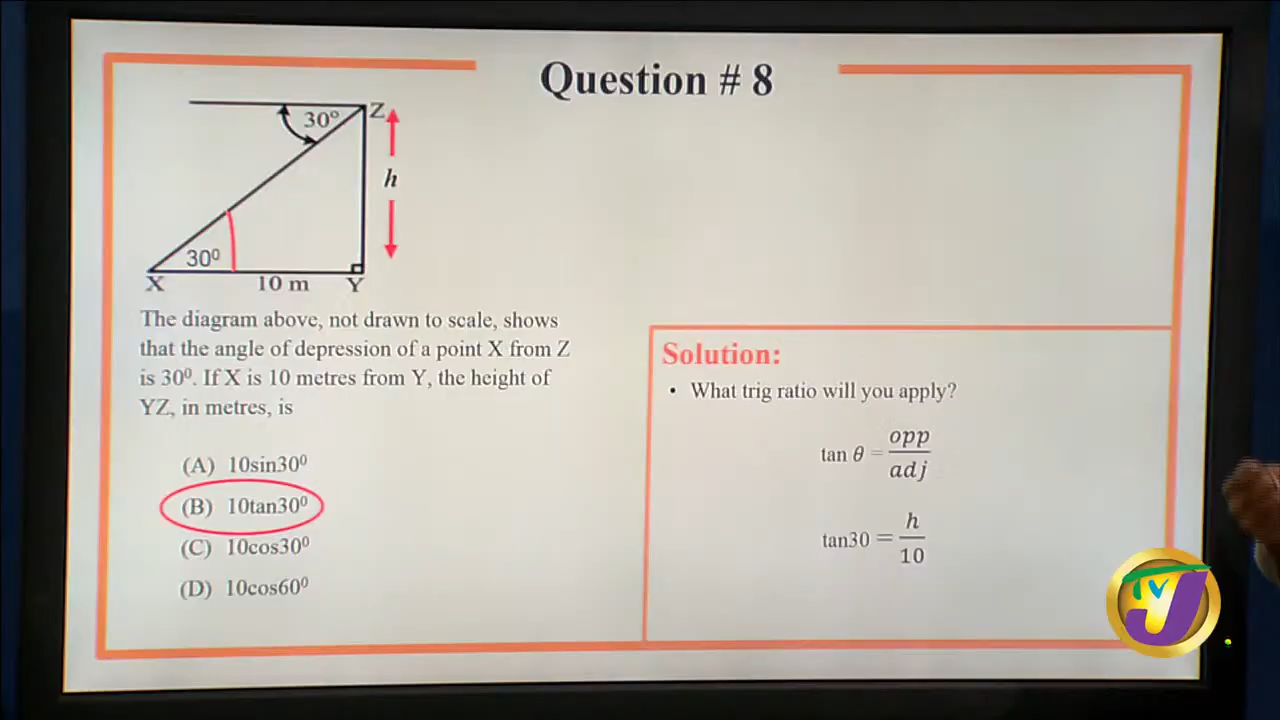 Question # 8
30⁰
Z
h
30⁰
X
10 m
Y
The diagram above, not drawn to scale, shows
that the angle of depression of a point X from Z
is 30⁰. If X is 10 metres from Y, the height of
YZ, in metres, is
(A) 10sin30⁰
(B) 10tan30⁰
(C) 10cos30⁰
(D) 10cos60⁰
Solution:
• What trig ratio will you apply?
tan θ = opp/adj
tan30 = h/10
TVJ